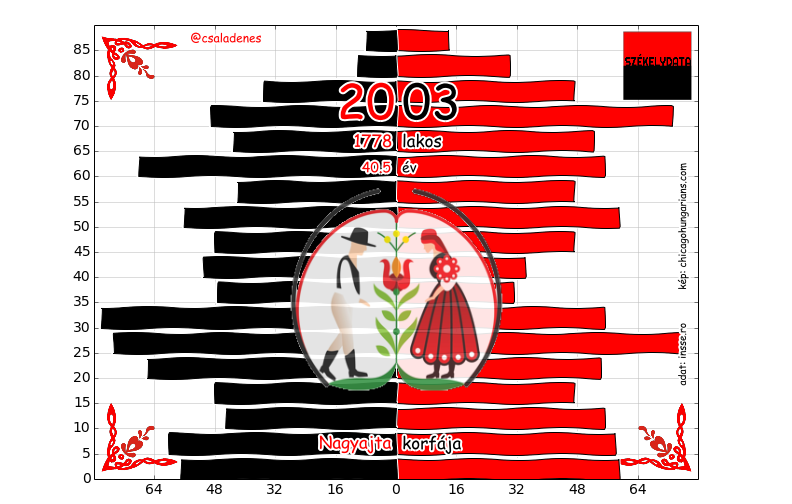 @csaladenes
SZÉKELYDATA
2003
1778 lakos
40.5 év
kép: chicagohungarians.com
adat: insse.ro
Nagyajta korfája
85
80
75
70
65
60
55
50
45
40
35
30
25
20
15
10
5
0
64 48 32 16 0 16 32 48 64